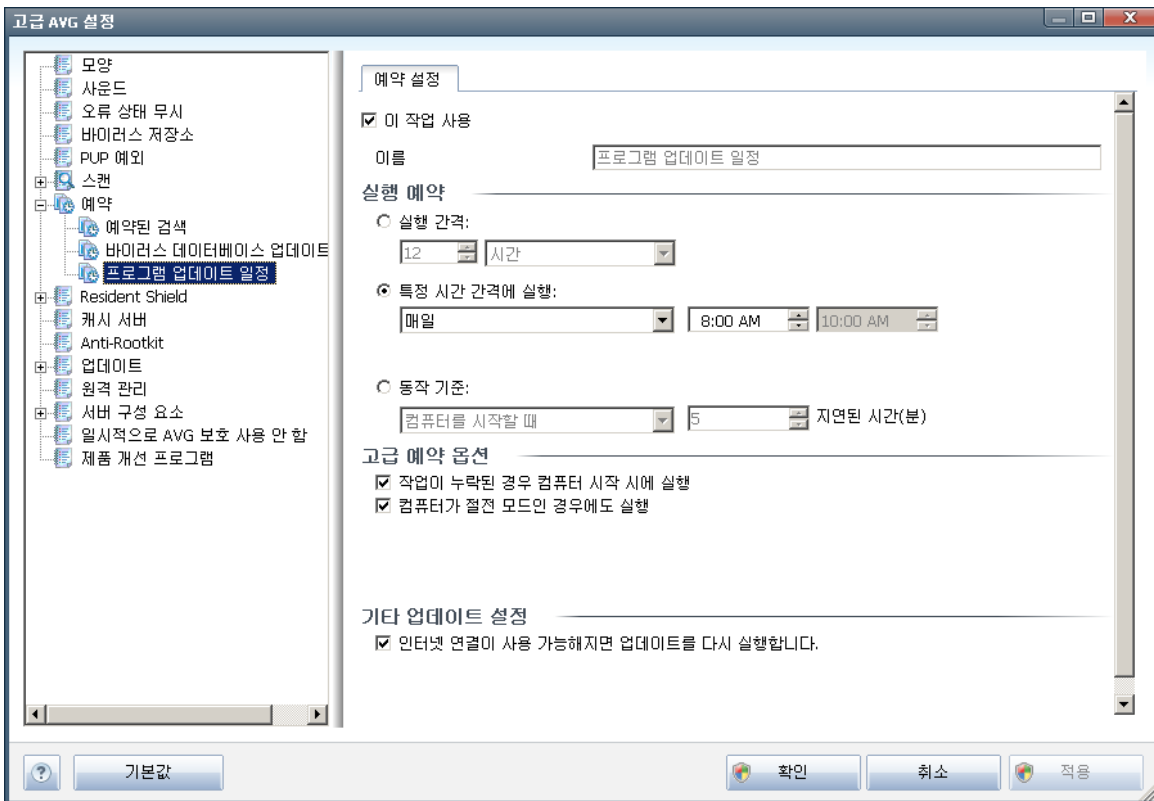 고급 AVG 설정
모양
사운드
오류 상태 무시
바이러스 저장소
PUP 예외
스캔
예약
예약된 검색
바이러스 데이터베이스 업데이트
프로그램 업데이트 일정
Resident Shield
캐시 서버
Anti-Rootkit
업데이트
원격 관리
서버 구성 요소
일시적으로 AVG 보호 사용 안 함
제품 개선 프로그램
예약 설정
이 작업 사용
이름 프로그램 업데이트 일정
실행 예약
실행 간격:
12 시간
특정 시간 간격에 실행:
매일 8:00 AM 10:00 AM
동작 기준:
컴퓨터를 시작할 때 5 지연된 시간(분)
고급 예약 옵션
작업이 누락된 경우 컴퓨터 시작 시에 실행
컴퓨터가 절전 모드인 경우에도 실행
기타 업데이트 설정
인터넷 연결이 사용 가능해지면 업데이트를 다시 실행합니다.
? 기본값 확인 취소 적용